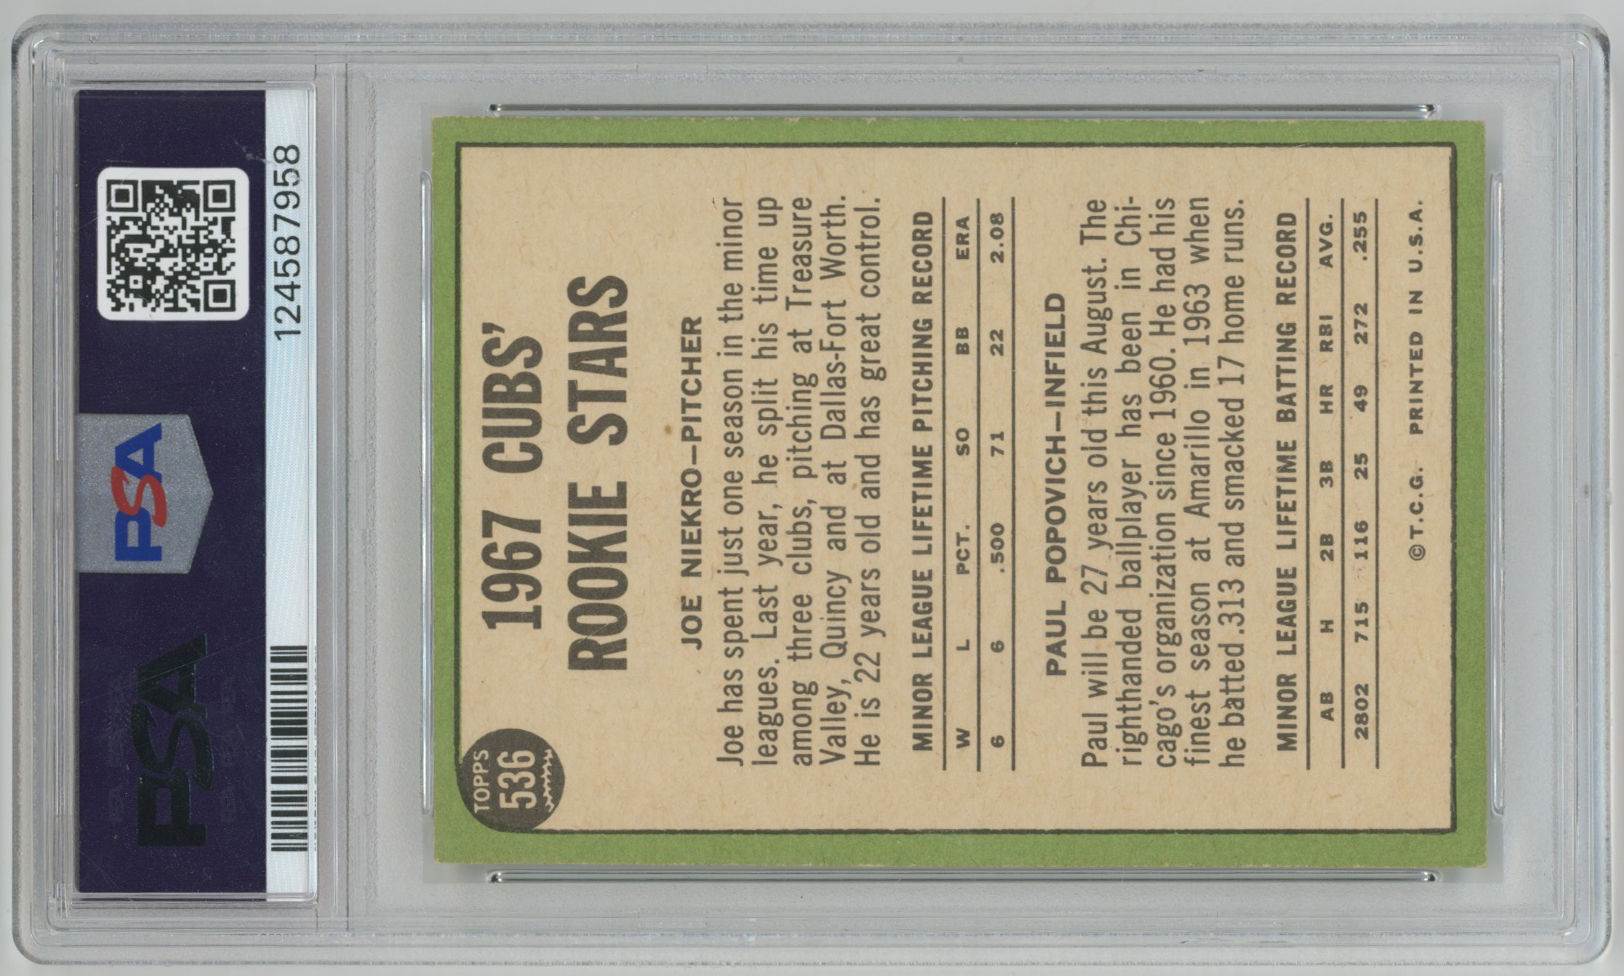 PSA
PSA
124587958
TOPPS
536
1967 CUBS'
ROOKIE STARS
JOE NIEKRO—PITCHER
Joe has spent just one season in the minor
leagues. Last year, he split his time up
among three clubs, pitching at Treasure
Valley, Quincy and at Dallas-Fort Worth.
He is 22 years old and has great control.
MINOR LEAGUE LIFETIME PITCHING RECORD
W L PCT. SO BB ERA
6 6 .500 71 22 2.08
PAUL POPOVICH—INFIELD
Paul will be 27 years old this August. The
righthanded ballplayer has been in Chi-
cago's organization since 1960. He had his
finest season at Amarillo in 1963 when
he batted .313 and smacked 17 home runs.
MINOR LEAGUE LIFETIME BATTING RECORD
AB H 2B 3B HR RBI AVG.
2802 715 116 25 49 272 .255
©T.C.G. PRINTED IN U.S.A.